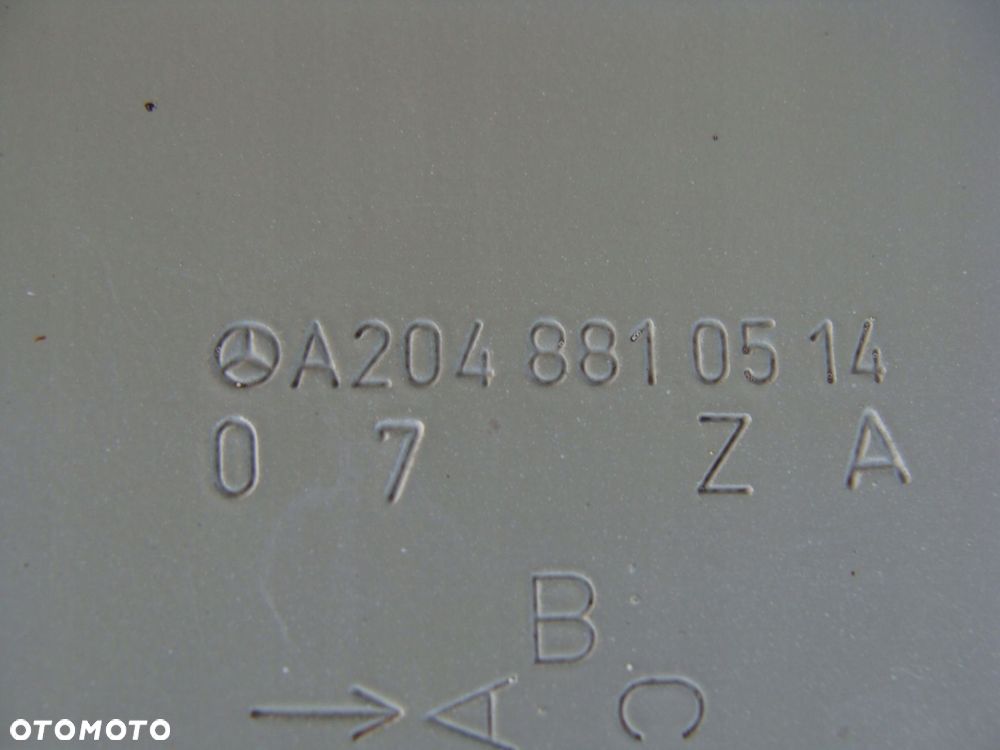 A204 881 05 14
0 7 Z A
B
→ A C
OTOMOTO